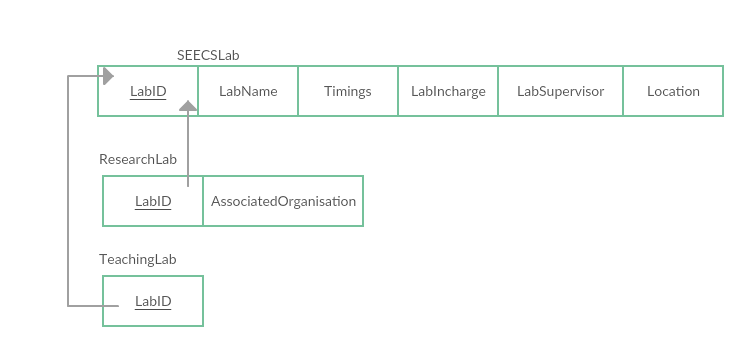 SEECSLab
LabID LabName Timings LabIncharge LabSupervisor Location
ResearchLab
LabID AssociatedOrganisation
TeachingLab
LabID